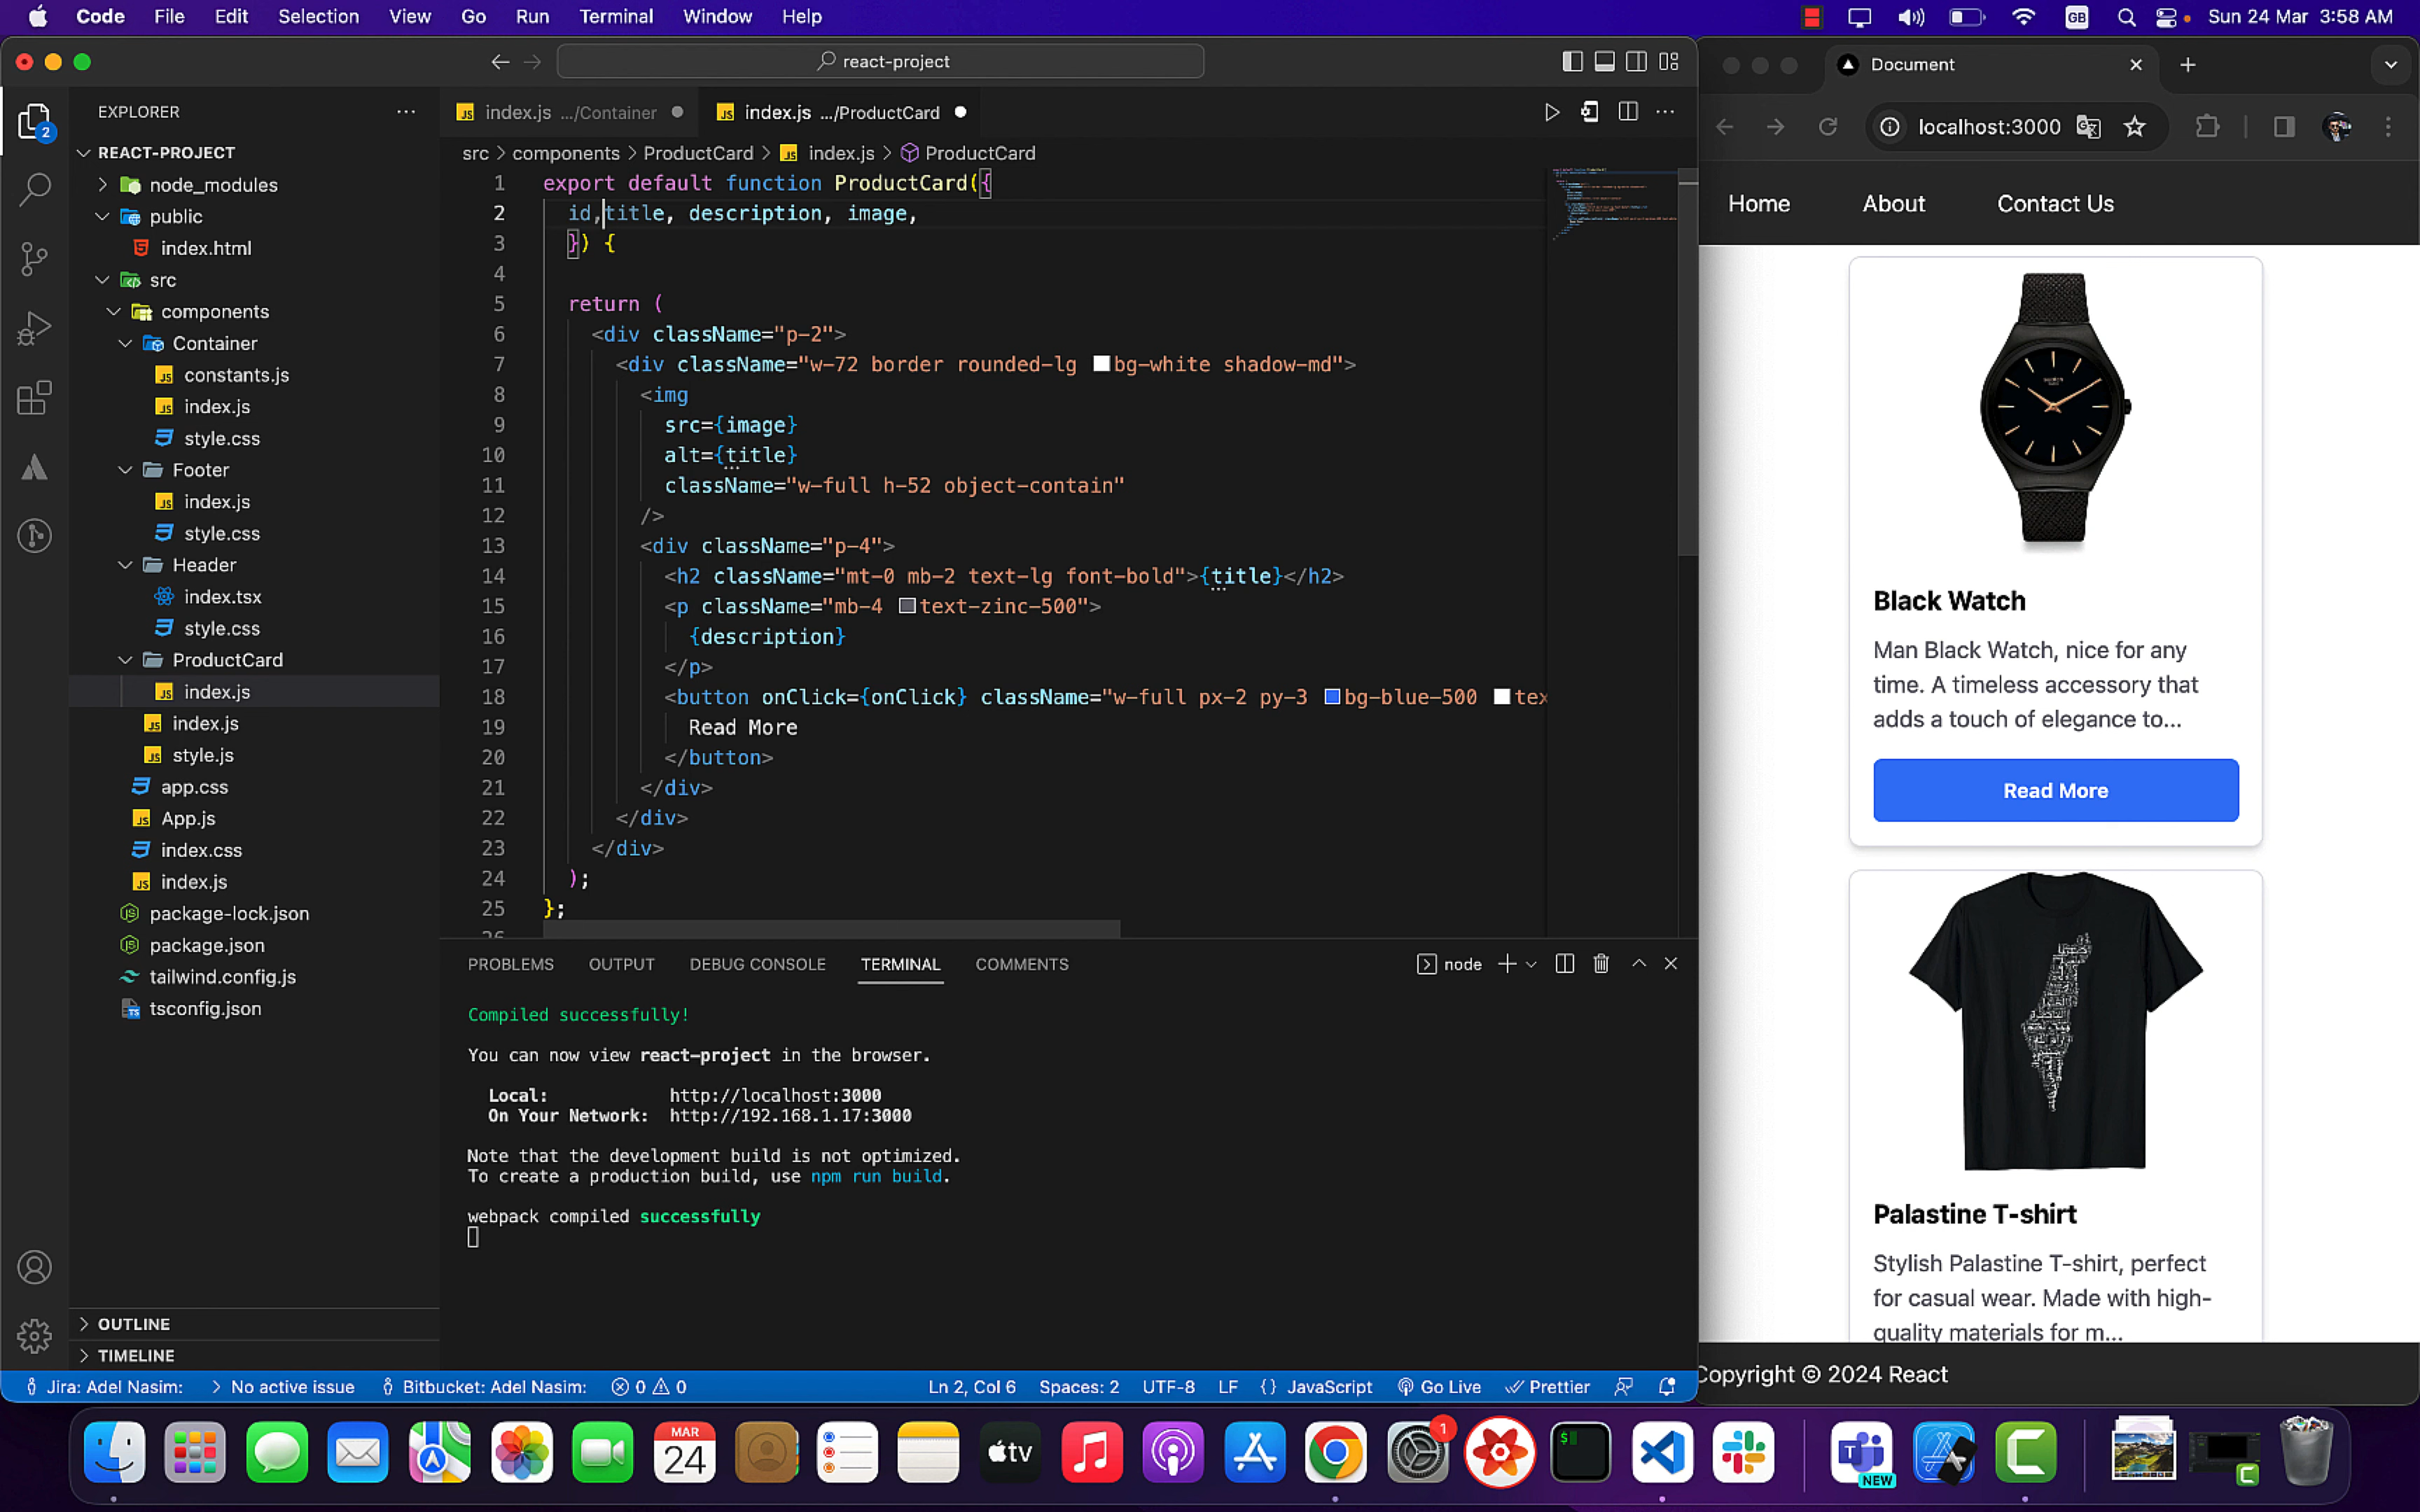 Code File Edit Selection View Go Run Terminal Window Help
GB Sun 24 Mar 3:58 AM
react-project
EXPLORER
2
REACT-PROJECT
node_modules
public
index.html
src
components
Container
constants.js
index.js
style.css
Footer
index.js
style.css
Header
index.tsx
style.css
ProductCard
index.js
index.js
style.js
app.css
App.js
index.css
index.js
package-lock.json
package.json
tailwind.config.js
tsconfig.json
OUTLINE
TIMELINE
index.js .../Container
index.js .../ProductCard
src > components > ProductCard > index.js > ProductCard
1 export default function ProductCard({
2 id,title, description, image,
3 }) {
4
5 return (
6 <div className="p-2">
7 <div className="w-72 border rounded-lg bg-white shadow-md">
8 <img
9 src={image}
10 alt={title}
11 className="w-full h-52 object-contain"
12 />
13 <div className="p-4">
14 <h2 className="mt-0 mb-2 text-lg font-bold">{title}</h2>
15 <p className="mb-4 text-zinc-500">
16 {description}
17 </p>
18 <button onClick={onClick} className="w-full px-2 py-3 bg-blue-500 tex
19 Read More
20 </button>
21 </div>
22 </div>
23 </div>
24 );
25 };
26
PROBLEMS OUTPUT DEBUG CONSOLE TERMINAL COMMENTS
node
Compiled successfully!
You can now view react-project in the browser.
Local: http://localhost:3000
On Your Network: http://192.168.1.17:3000
Note that the development build is not optimized.
To create a production build, use npm run build.
webpack compiled successfully
Jira: Adel Nasim: No active issue Bitbucket: Adel Nasim: 0 0
Ln 2, Col 6 Spaces: 2 UTF-8 LF {} JavaScript Go Live Prettier
Document
localhost:3000
Home About Contact Us
Black Watch
Man Black Watch, nice for any
time. A timeless accessory that
adds a touch of elegance to...
Read More
Palastine T-shirt
Stylish Palastine T-shirt, perfect
for casual wear. Made with high-
quality materials for m...
Copyright © 2024 React
MAR
24
tv
1
$
NEW